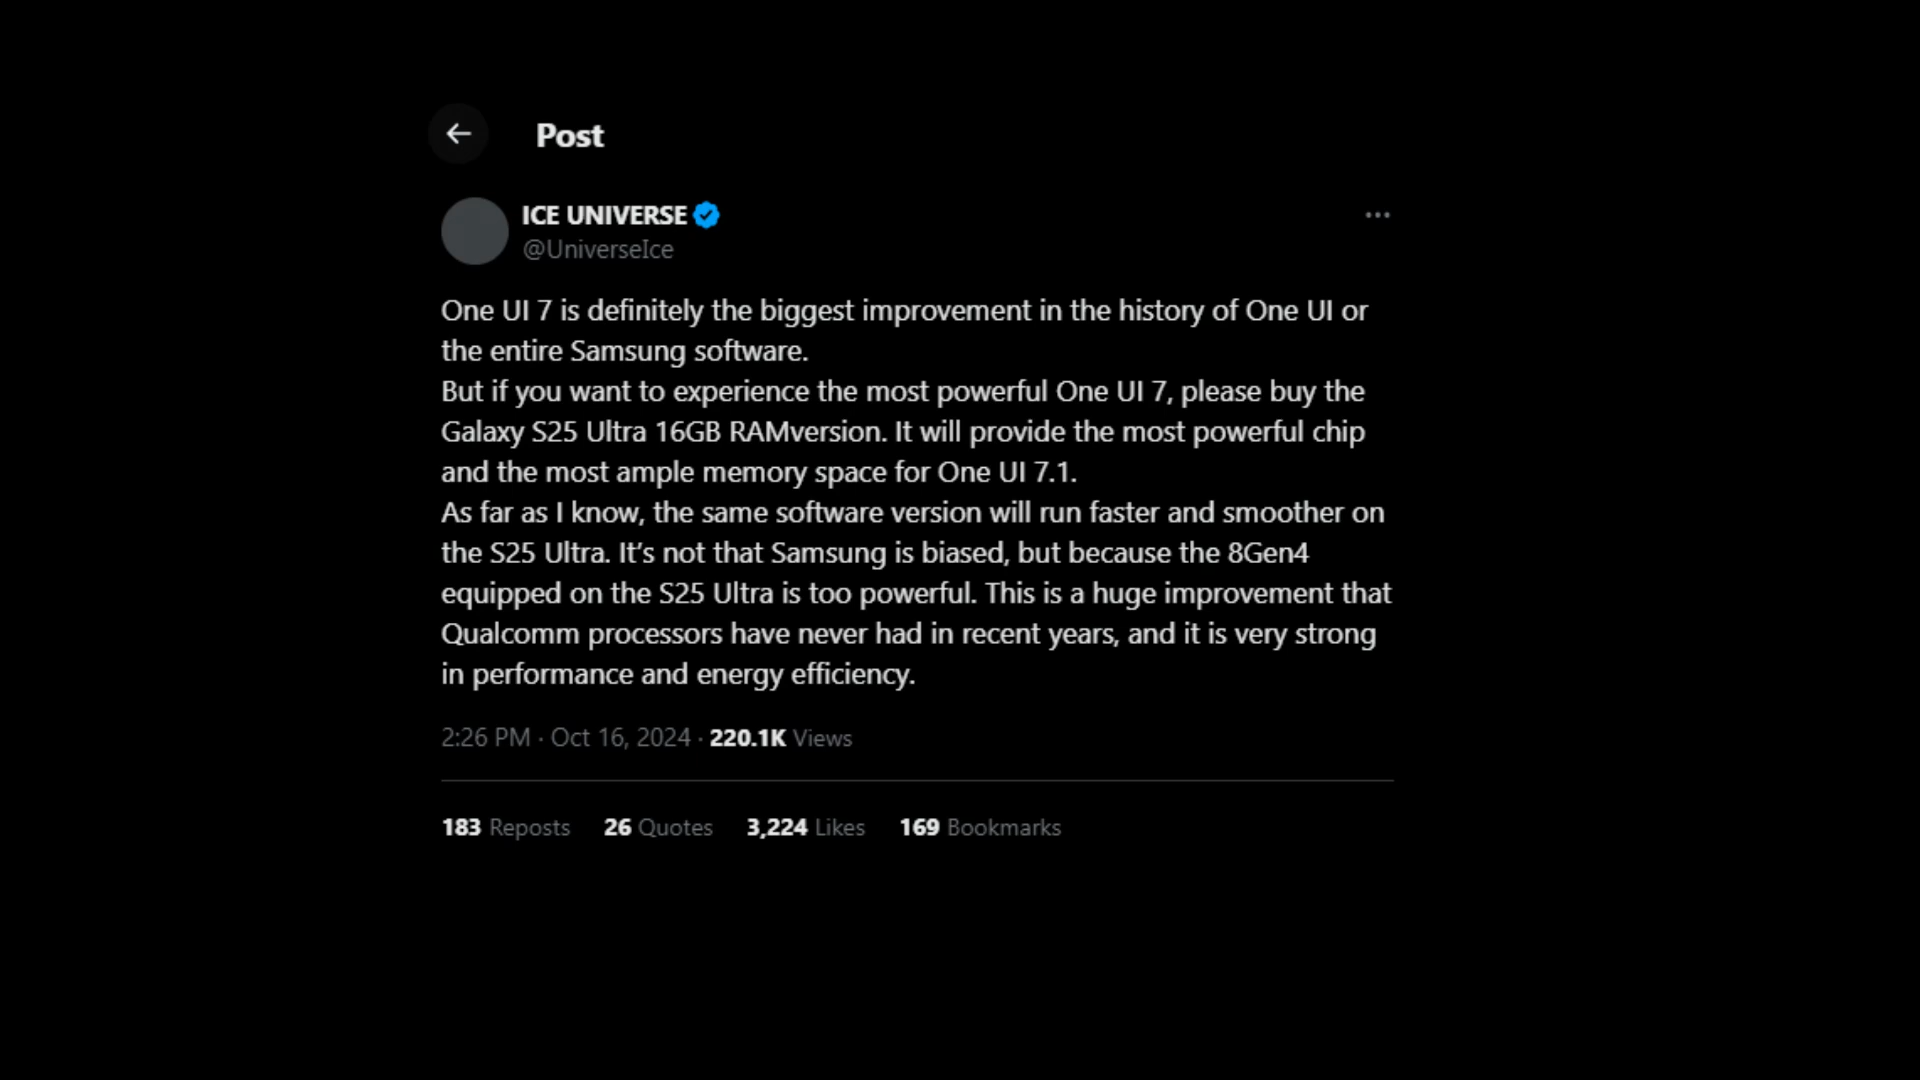 Post
ICE UNIVERSE
@UniverseIce
One UI 7 is definitely the biggest improvement in the history of One UI or
the entire Samsung software.
But if you want to experience the most powerful One UI 7, please buy the
Galaxy S25 Ultra 16GB RAMversion. It will provide the most powerful chip
and the most ample memory space for One UI 7.1.
As far as I know, the same software version will run faster and smoother on
the S25 Ultra. It’s not that Samsung is biased, but because the 8Gen4
equipped on the S25 Ultra is too powerful. This is a huge improvement that
Qualcomm processors have never had in recent years, and it is very strong
in performance and energy efficiency.
2:26 PM · Oct 16, 2024 · 220.1K Views
183 Reposts 26 Quotes 3,224 Likes 169 Bookmarks